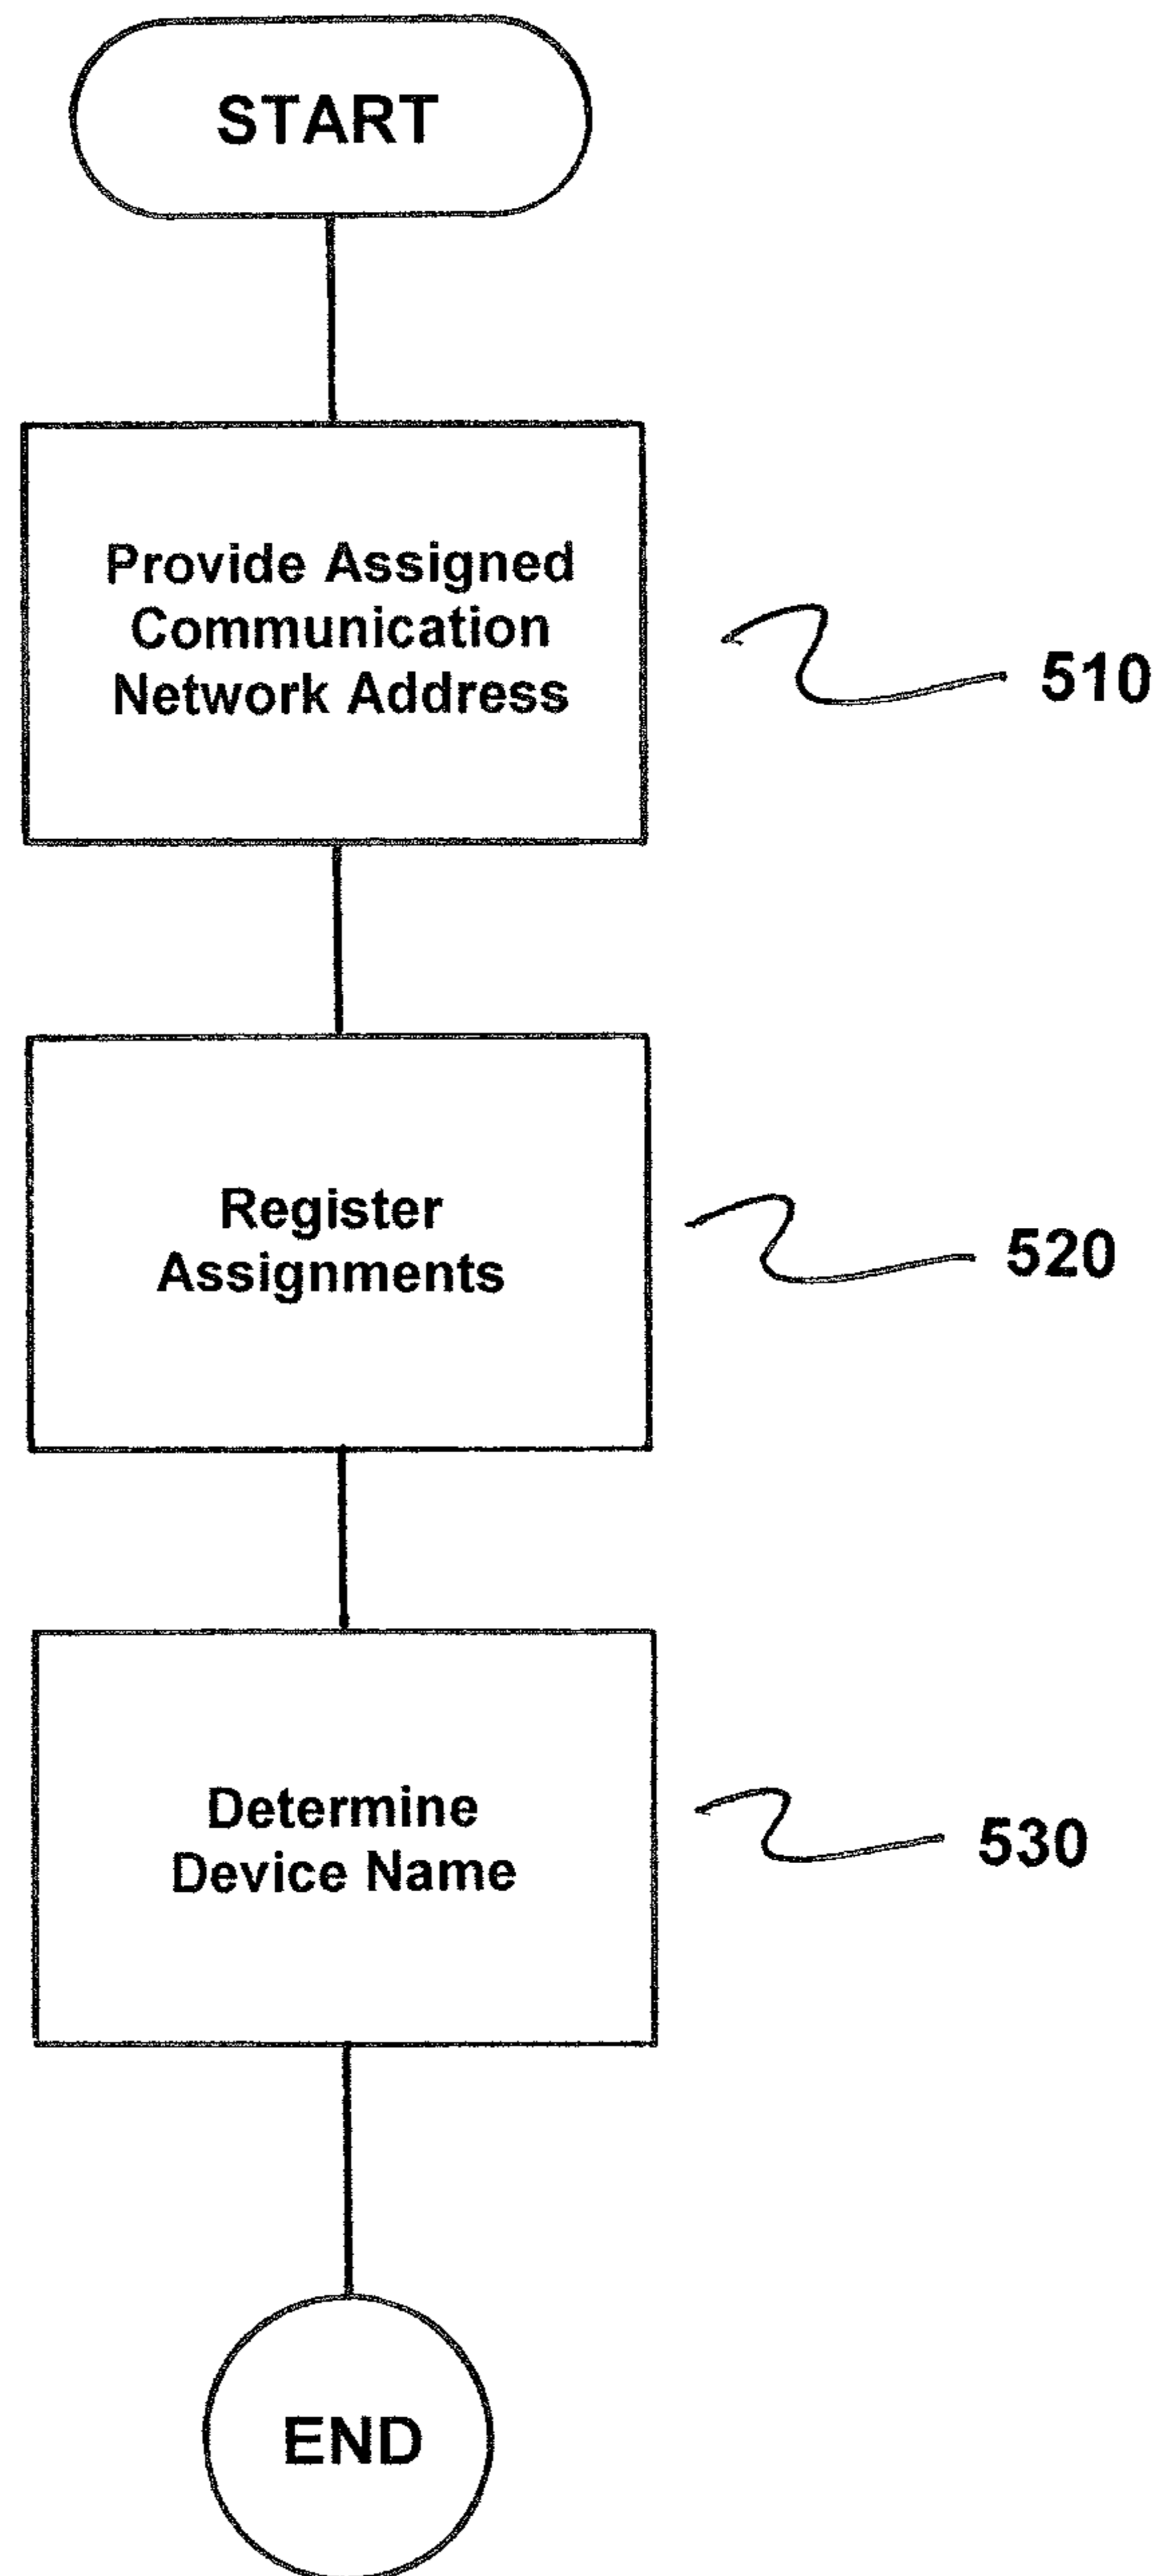 START
Provide Assigned
Communication
Network Address
510
Register
Assignments
520
Determine
Device Name
530
END